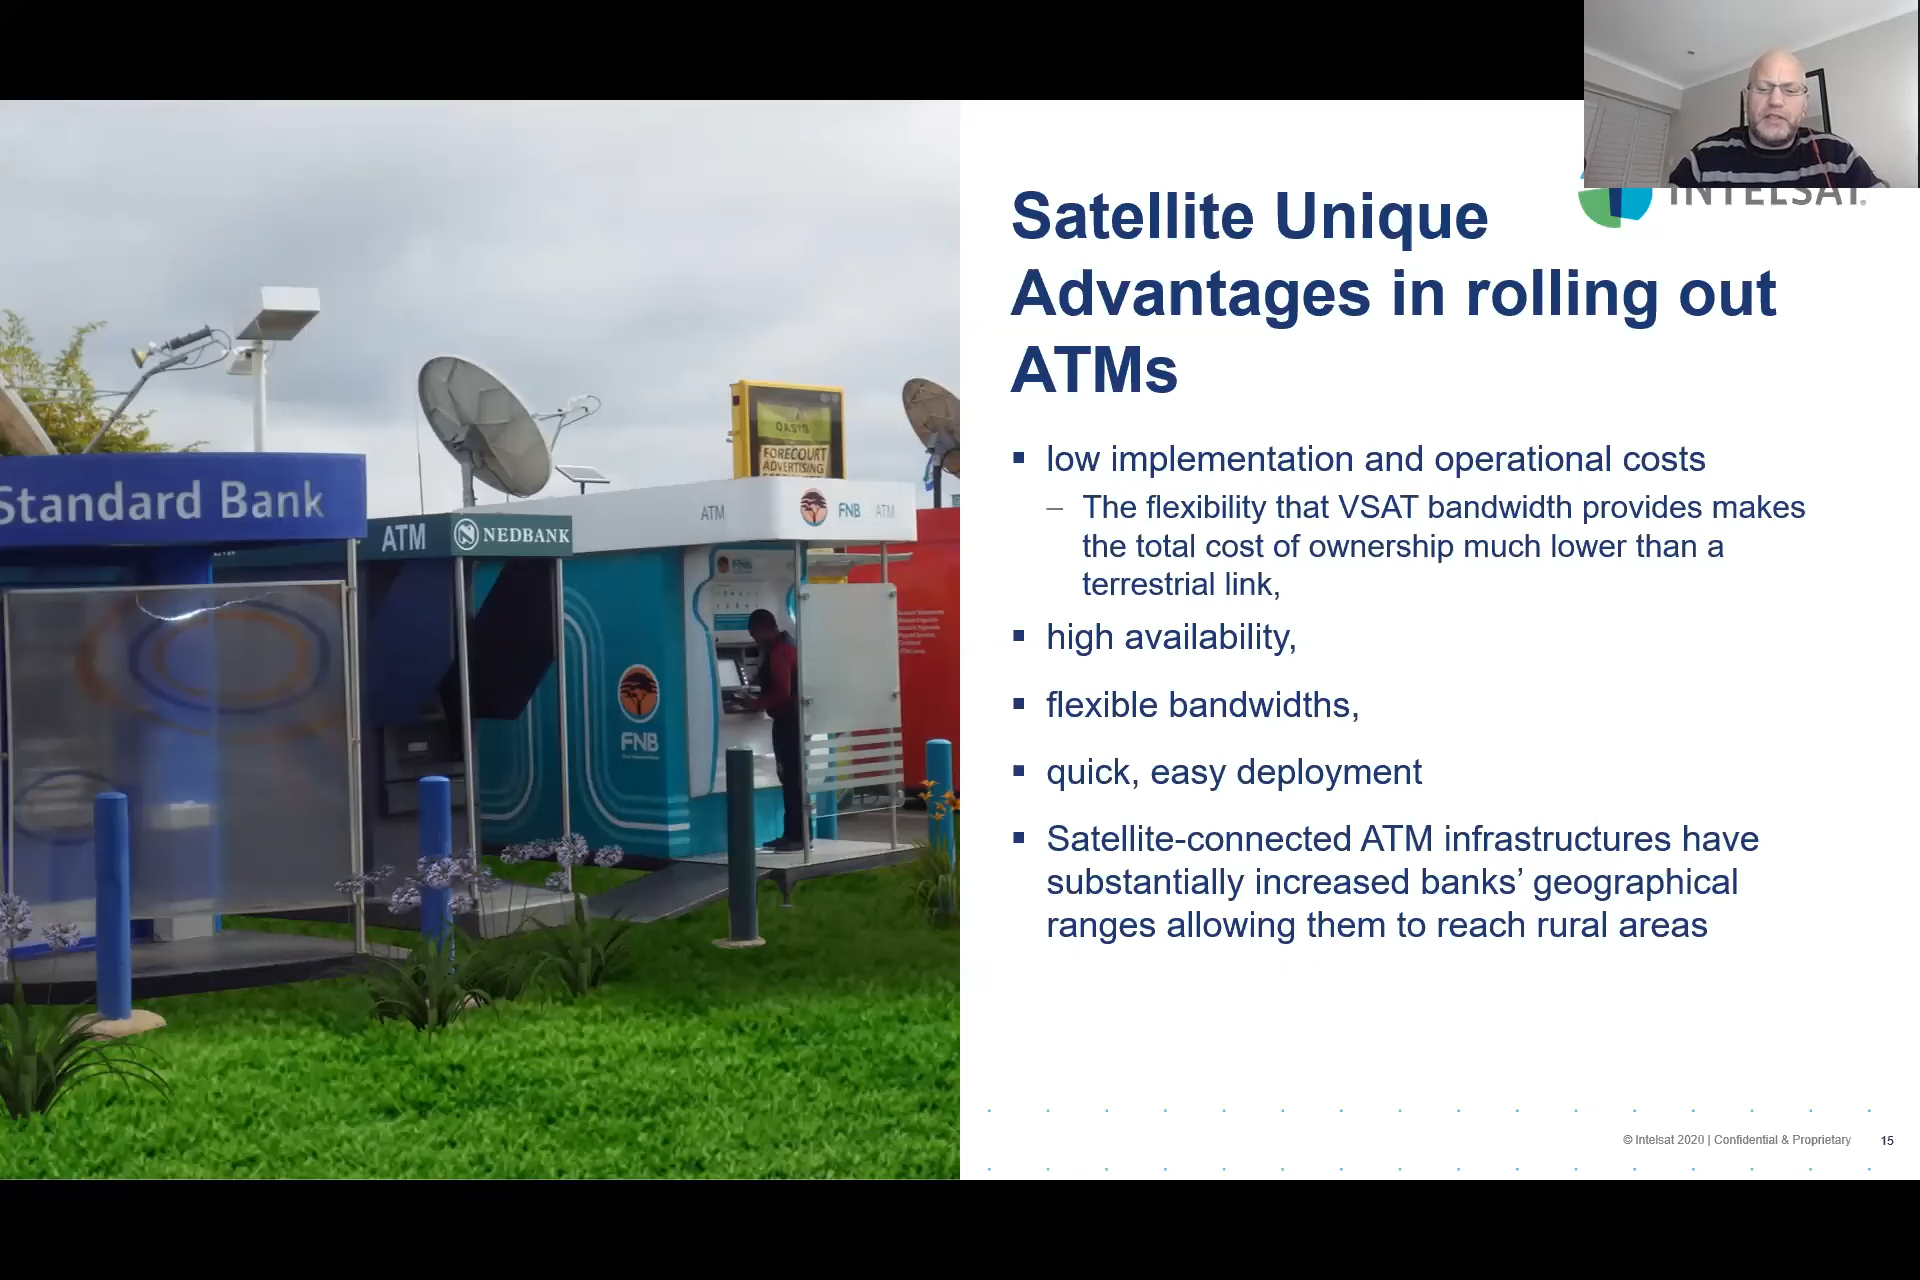 Satellite Unique
Advantages in rolling out
ATMs
INTELSAT
▪ low implementation and operational costs
– The flexibility that VSAT bandwidth provides makes
the total cost of ownership much lower than a
terrestrial link,
▪ high availability,
▪ flexible bandwidths,
▪ quick, easy deployment
▪ Satellite-connected ATM infrastructures have
substantially increased banks’ geographical
ranges allowing them to reach rural areas
© Intelsat 2020 | Confidential & Proprietary 15
Standard Bank
ATM NEDBANK
ATM FNB ATM
FORECOURT
ADVERTISING
FNB
FNB